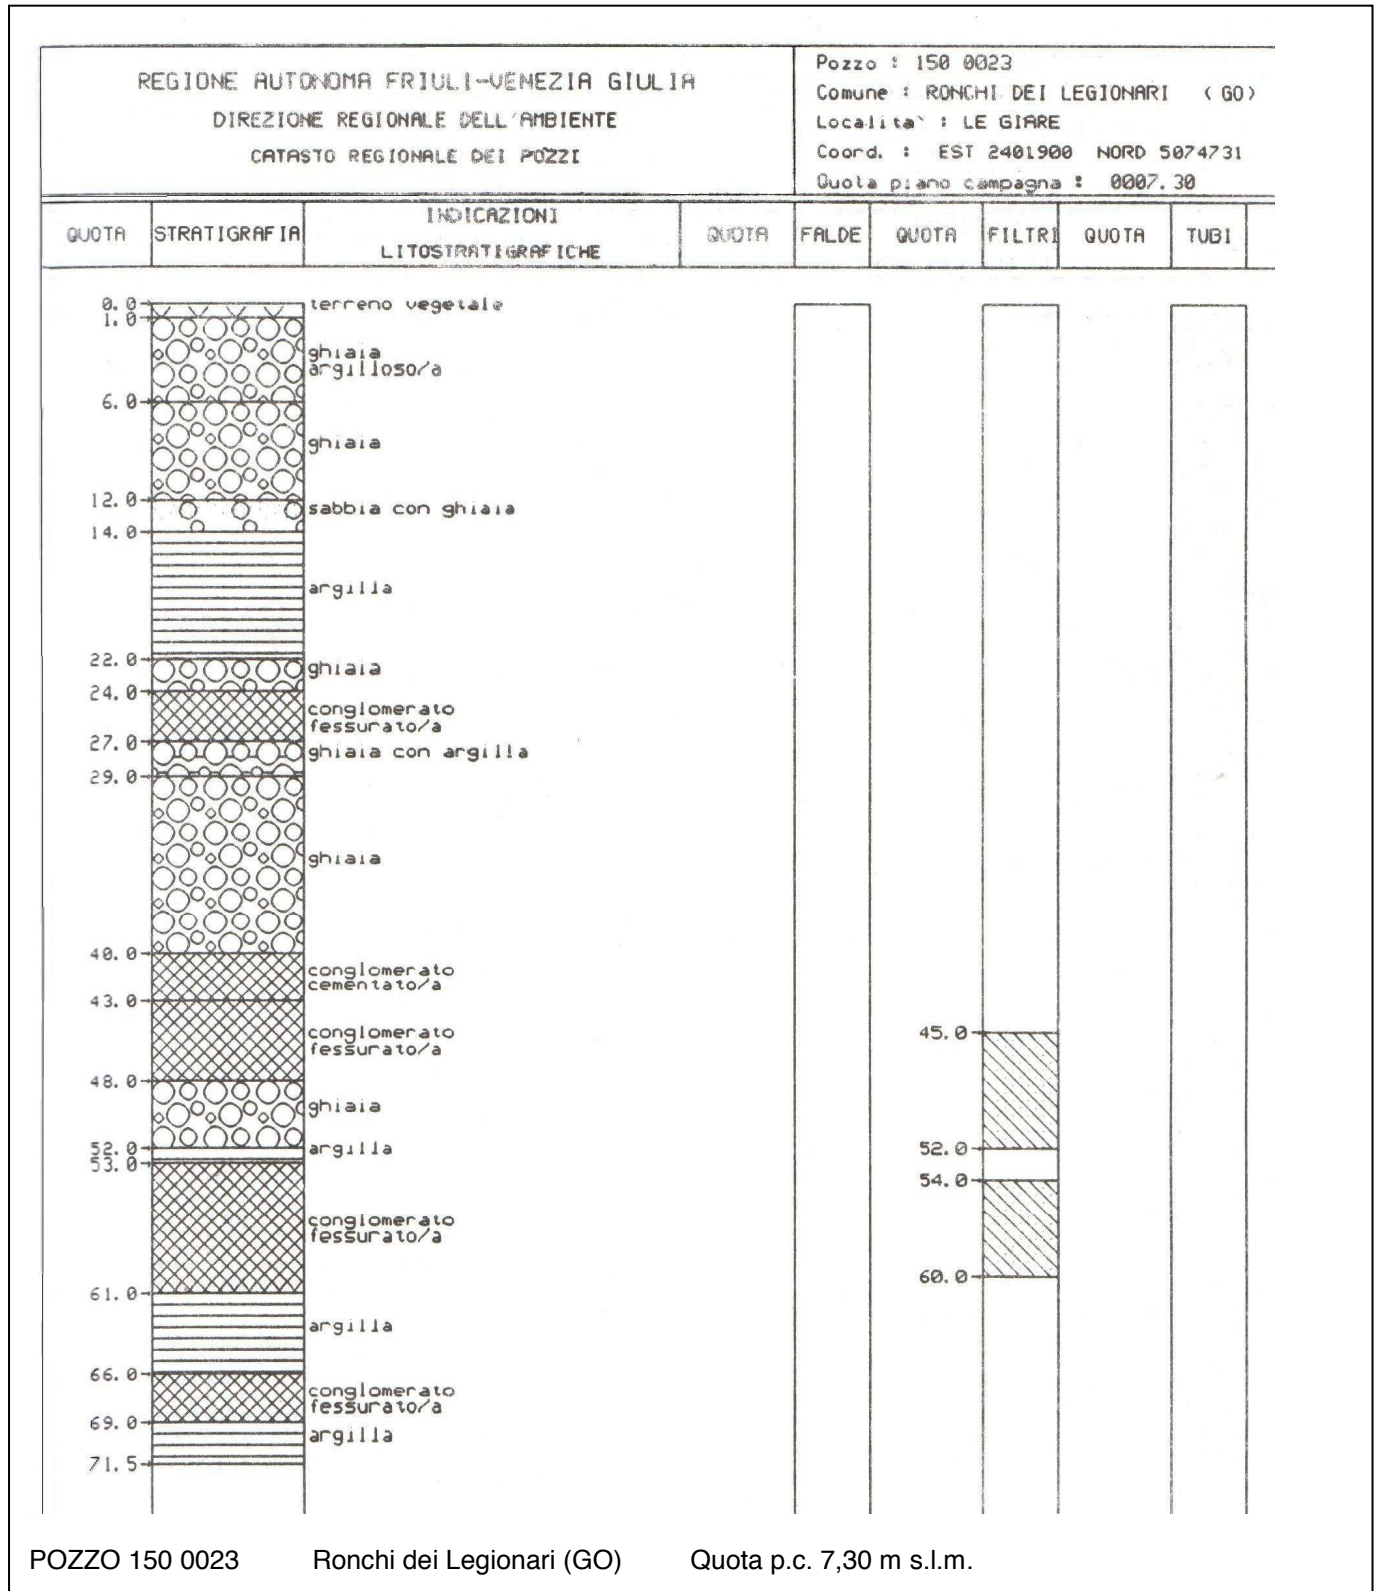 REGIONE AUTONOMA FRIULI-VENEZIA GIULIA
DIREZIONE REGIONALE DELL'AMBIENTE
CATASTO REGIONALE DEI POZZI
Pozzo : 150 0023
Comune : RONCHI DEI LEGIONARI ( GO)
Localita` : LE GIARE
Coord. : EST 2401900 NORD 5074731
Quota piano campagna : 0007.30
QUOTA STRATIGRAFIA INDICAZIONI LITOSTRATIGRAFICHE QUOTA FALDE QUOTA FILTRI QUOTA TUBI
0.0 terreno vegetale
1.0
ghiaia
argilloso/a
6.0
ghiaia
12.0
sabbia con ghiaia
14.0
argilla
22.0
ghiaia
24.0
conglomerato
fessurato/a
27.0
ghiaia con argilla
29.0
ghiaia
40.0
conglomerato
cementato/a
43.0
conglomerato
fessurato/a
45.0
48.0
ghiaia
52.0 argilla 52.0
53.0
54.0
conglomerato
fessurato/a
60.0
61.0
argilla
66.0
conglomerato
fessurato/a
69.0
argilla
71.5
POZZO 150 0023 Ronchi dei Legionari (GO) Quota p.c. 7,30 m s.l.m.